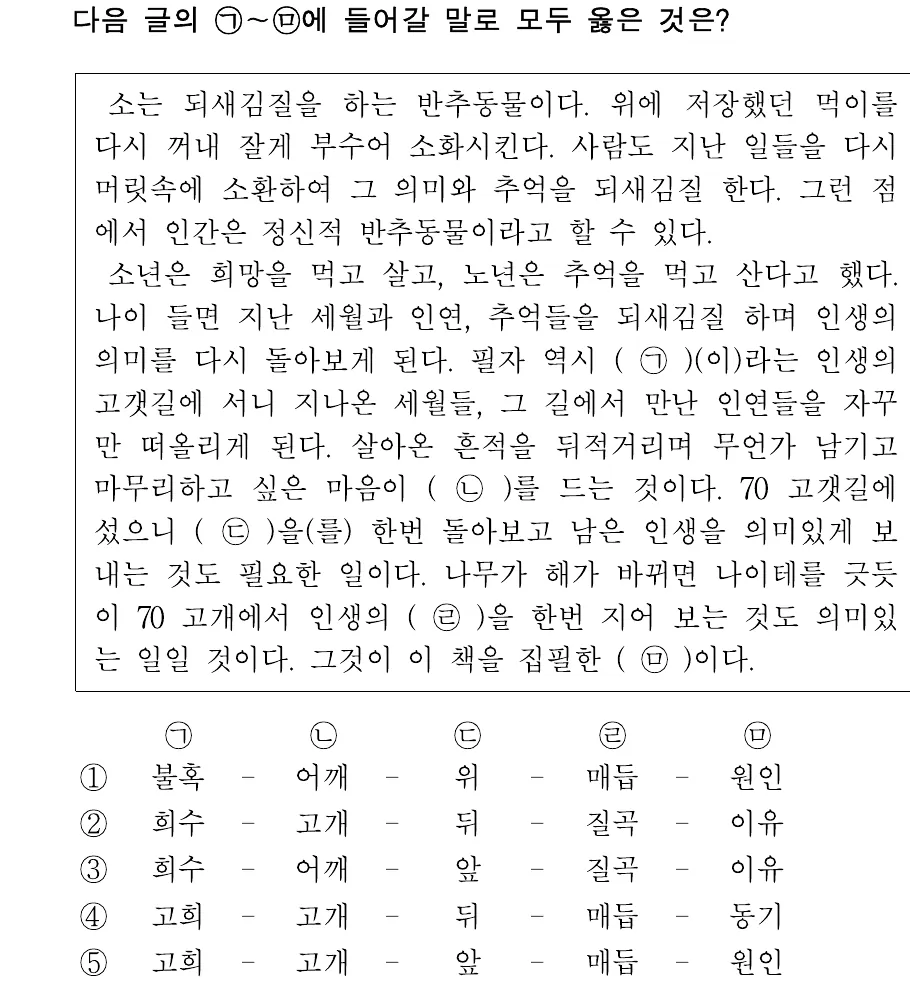 다음 글의 ㉠~㉤에 들어갈 말로 모두 옳은 것은?
소는 되새김질을 하는 반추동물이다. 위에 저장했던 먹이를
다시 꺼내 잘게 부수어 소화시킨다. 사람도 지난 일들을 다시
머릿속에 소환하여 그 의미와 추억을 되새김질 한다. 그런 점
에서 인간은 정신적 반추동물이라고 할 수 있다.
소년은 희망을 먹고 살고, 노년은 추억을 먹고 산다고 했다.
나이 들면 지난 세월과 인연, 추억들을 되새김질 하며 인생의
의미를 다시 돌아보게 된다. 필자 역시 ( ㉠ )(이)라는 인생의
고갯길에 서니 지나온 세월들, 그 길에서 만난 인연들을 자꾸
만 떠올리게 된다. 살아온 흔적을 뒤적거리며 무언가 남기고
마무리하고 싶은 마음이 ( ㉡ )를 드는 것이다. 70 고갯길에
섰으니 ( ㉢ )을(를) 한번 돌아보고 남은 인생을 의미있게 보
내는 것도 필요한 일이다. 나무가 해가 바뀌면 나이테를 긋듯
이 70 고개에서 인생의 ( ㉣ )을 한번 지어 보는 것도 의미있
는 일일 것이다. 그것이 이 책을 집필한 ( ㉤ )이다.
㉠ ㉡ ㉢ ㉣ ㉤
① 불혹 - 어깨 - 위 - 매듭 - 원인
② 희수 - 고개 - 뒤 - 질곡 - 이유
③ 희수 - 어깨 - 앞 - 질곡 - 이유
④ 고희 - 고개 - 뒤 - 매듭 - 동기
⑤ 고희 - 고개 - 앞 - 매듭 - 원인